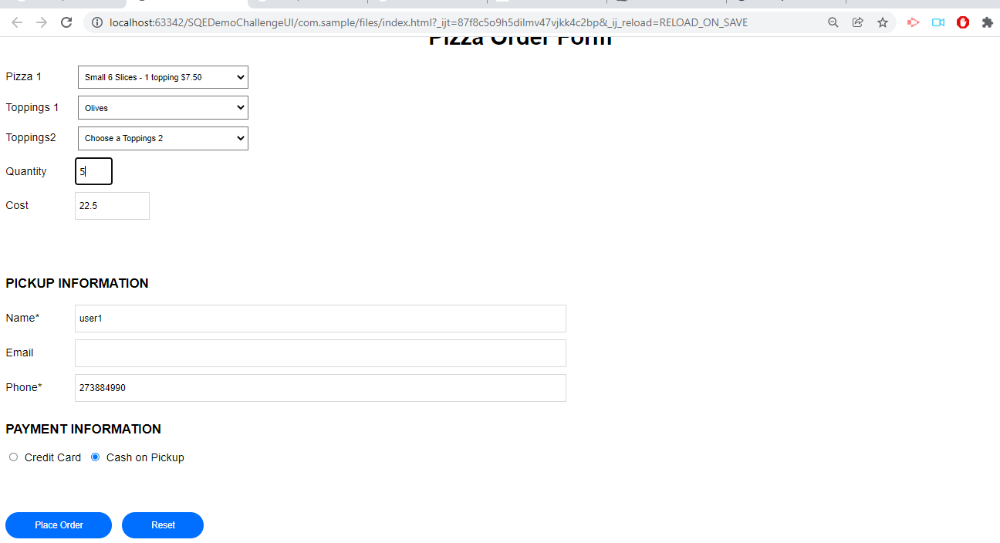 localhost:63342/SQEDemoChallengeUI/com.sample/files/index.html?_ijt=87f8c5o9h5dilmv47vjkk4c2bp&_ij_reload=RELOAD_ON_SAVE
Pizza Order Form
Pizza 1 Small 6 Slices - 1 topping $7.50
Toppings 1 Olives
Toppings2 Choose a Toppings 2
Quantity 5
Cost 22.5
PICKUP INFORMATION
Name* user1
Email
Phone* 273884990
PAYMENT INFORMATION
Credit Card Cash on Pickup
Place Order Reset